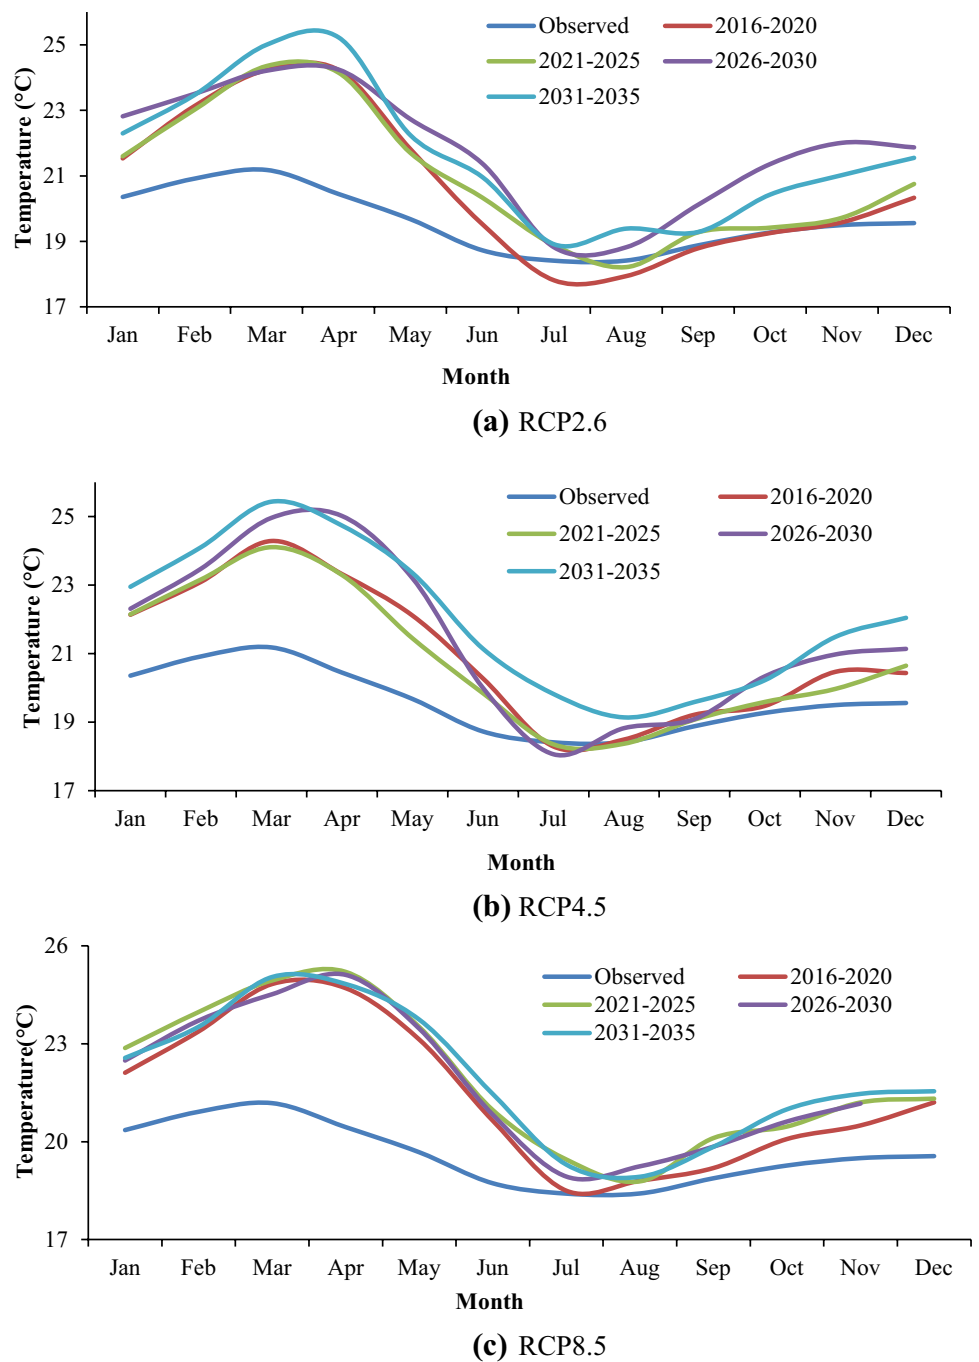 Observed 2016-2020
2021-2025 2026-2030
2031-2035
25
23
21
19
17
Temperature (°C)
Jan Feb Mar Apr May Jun Jul Aug Sep Oct Nov Dec
Month
(a) RCP2.6
Observed 2016-2020
2021-2025 2026-2030
2031-2035
25
23
21
19
17
Temperature (°C)
Jan Feb Mar Apr May Jun Jul Aug Sep Oct Nov Dec
Month
(b) RCP4.5
Observed 2016-2020
2021-2025 2026-2030
2031-2035
26
23
20
17
Temperature(°C)
Jan Feb Mar Apr May Jun Jul Aug Sep Oct Nov Dec
Month
(c) RCP8.5